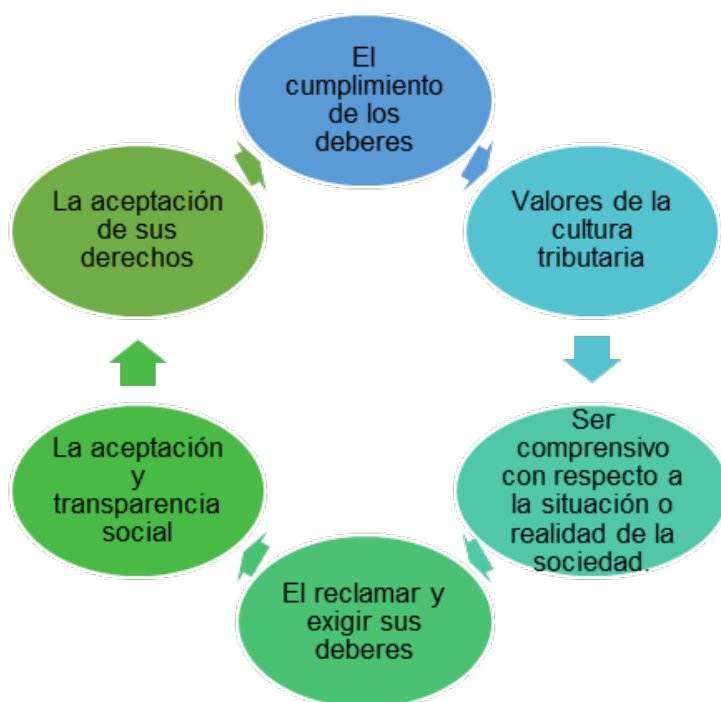 El
cumplimiento
de los
deberes
Valores de la
cultura
tributaria
Ser
comprensivo
con respecto a
la situación o
realidad de la
sociedad.
El reclamar y
exigir sus
deberes
La aceptación
y
transparencia
social
La aceptación
de sus
derechos